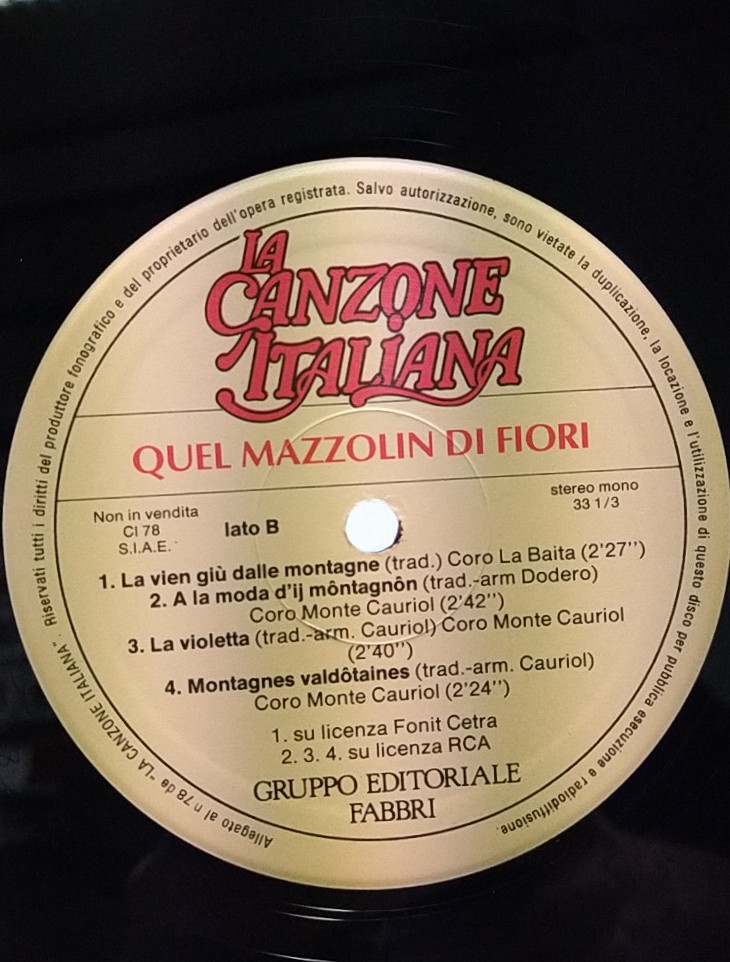 Riservati tutti i diritti del produttore fonografico e del proprietario dell'opera registrata. Salvo autorizzazione, sono vietate la duplicazione, la locazione e l'utilizzazione di questo disco per pubblica esecuzione e radiodiffusione.
LA
CANZONE
ITALIANA
QUEL MAZZOLIN DI FIORI
Non in vendita
CI 78
S.I.A.E.
lato B
stereo mono
33 1/3
1. La vien giù dalle montagne (trad.) Coro La Baita (2'27'')
2. A la moda d'ij môntagnôn (trad.-arm Dodero)
Coro Monte Cauriol (2'42'')
3. La violetta (trad.-arm. Cauriol) Coro Monte Cauriol
(2'40'')
4. Montagnes valdôtaines (trad.-arm. Cauriol)
Coro Monte Cauriol (2'24'')
1. su licenza Fonit Cetra
2. 3. 4. su licenza RCA
GRUPPO EDITORIALE
FABBRI
Allegato al n 78 de "LA CANZONE ITALIANA".